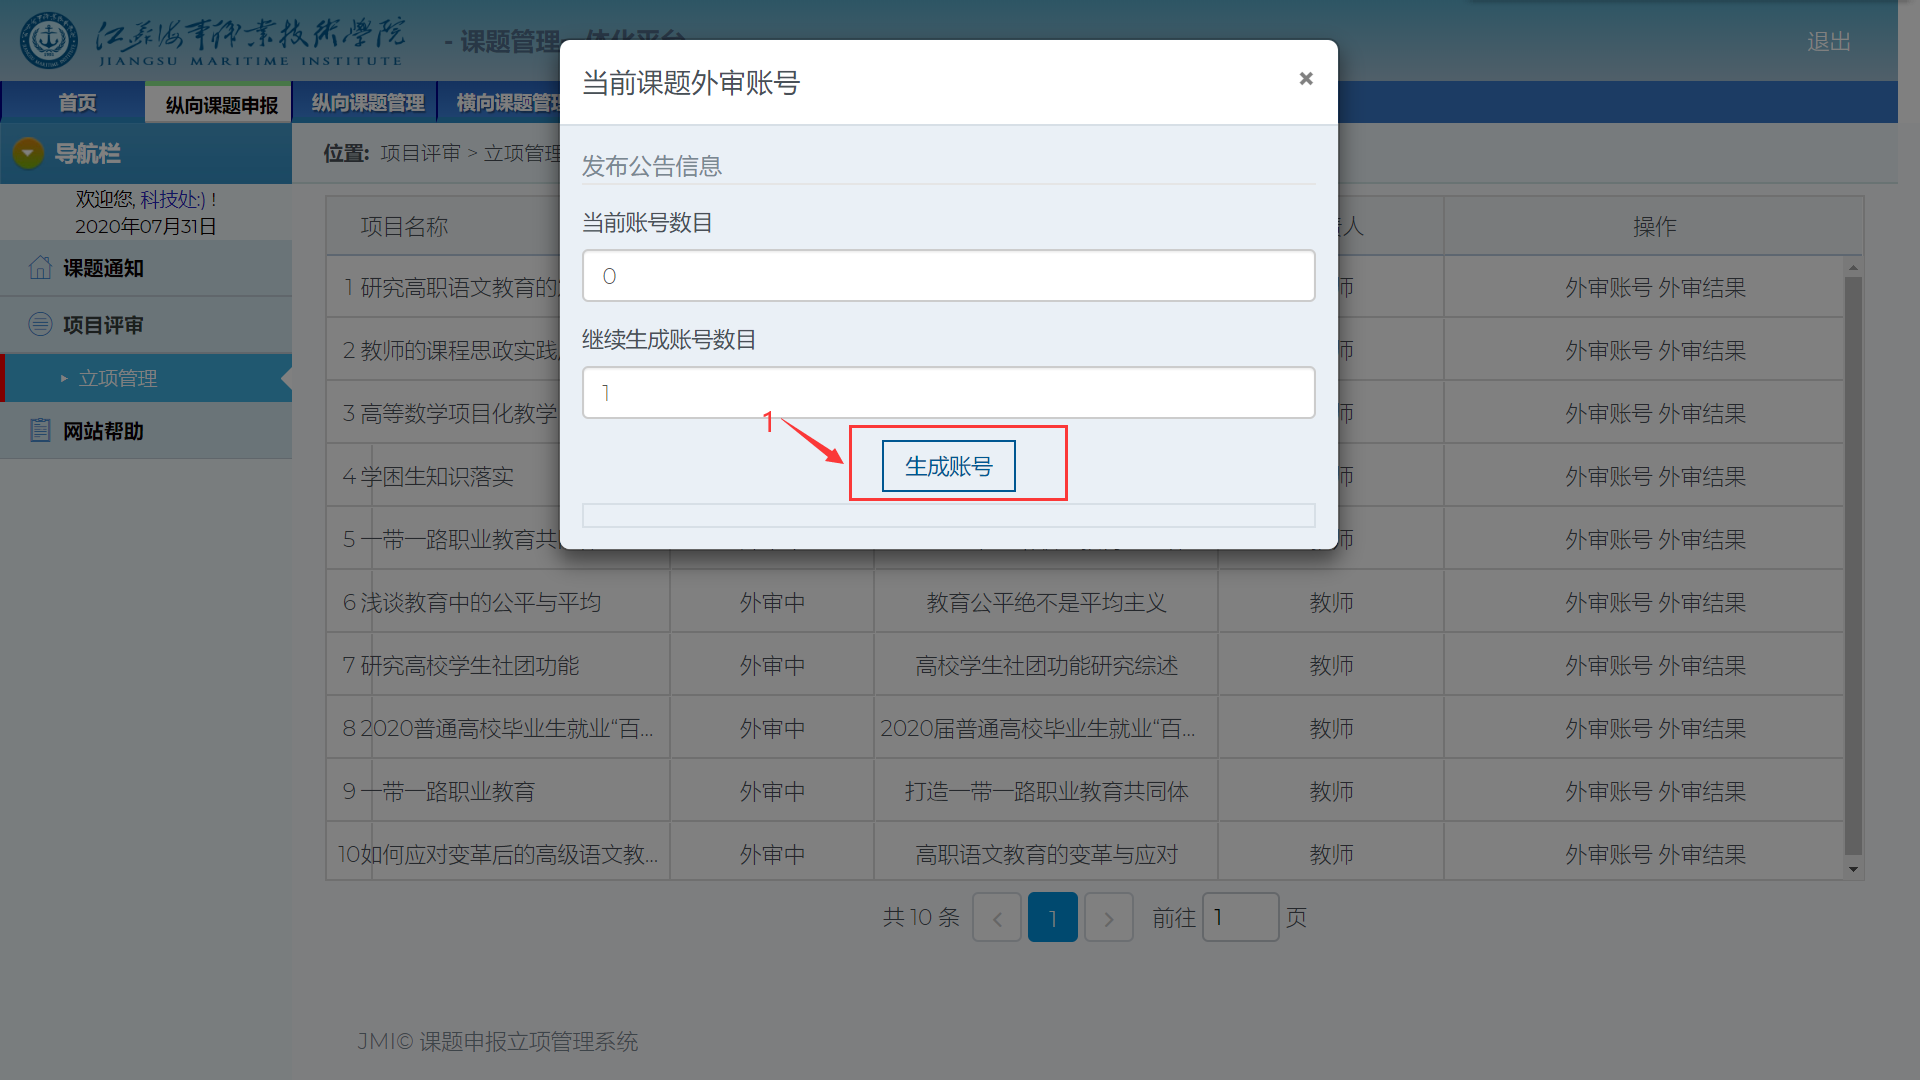 江苏海事职业技术学院
JIANGSU MARITIME INSTITUTE
- 课题管理一体化平台
退出
首页
纵向课题申报
纵向课题管理
横向课题管理
导航栏
欢迎您, 科技处:) !
2020年07月31日
课题通知
项目评审
立项管理
网站帮助
位置: 项目评审 > 立项管理
当前课题外审账号
×
发布公告信息
当前账号数目
0
继续生成账号数目
1
1
生成账号
项目名称
人 操作
1 研究高职语文教育的 师 外审账号 外审结果
2 教师的课程思政实践 师 外审账号 外审结果
3 高等数学项目化教学 师 外审账号 外审结果
4 学困生知识落实 师 外审账号 外审结果
5 一带一路职业教育共 师 外审账号 外审结果
6 浅谈教育中的公平与平均 外审中 教育公平绝不是平均主义 教师 外审账号 外审结果
7 研究高校学生社团功能 外审中 高校学生社团功能研究综述 教师 外审账号 外审结果
8 2020普通高校毕业生就业“百... 外审中 2020届普通高校毕业生就业“百... 教师 外审账号 外审结果
9 一带一路职业教育 外审中 打造一带一路职业教育共同体 教师 外审账号 外审结果
10 如何应对变革后的高级语文教... 外审中 高职语文教育的变革与应对 教师 外审账号 外审结果
共 10 条 < 1 > 前往 1 页
JMI© 课题申报立项管理系统